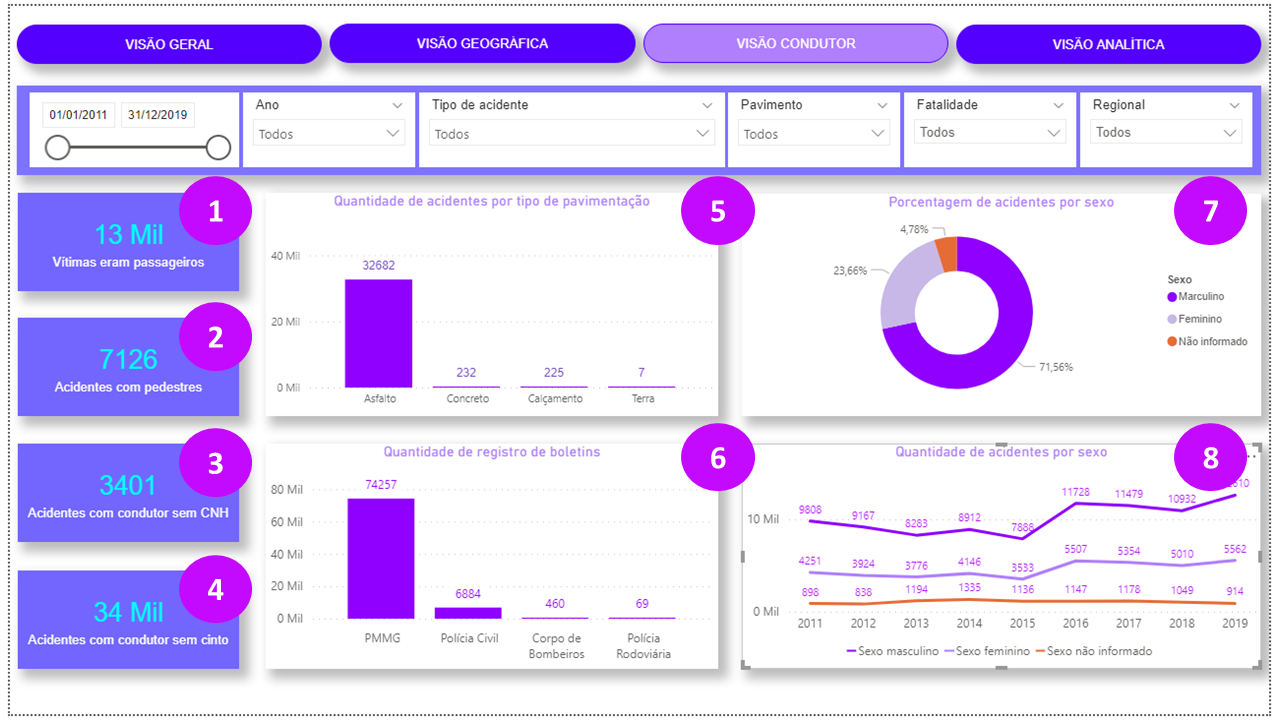 VISÃO GERAL
VISÃO GEOGRÀFICA
VISÃO CONDUTOR
VISÃO ANALÍTICA
01/01/2011
31/12/2019
Ano
Todos
Tipo de acidente
Todos
Pavimento
Todos
Fatalidade
Todos
Regional
Todos
1
13 Mil
Vítimas eram passageiros
2
7126
Acidentes com pedestres
3
3401
Acidentes com condutor sem CNH
4
34 Mil
Acidentes com condutor sem cinto
Quantidade de acidentes por tipo de pavimentação
5
40 Mil
20 Mil
0 Mil
32682
232
225
7
Asfalto
Concreto
Calçamento
Terra
Quantidade de registro de boletins
6
80 Mil
60 Mil
40 Mil
20 Mil
0 Mil
74257
6884
460
69
PMMG
Polícia Civil
Corpo de
Bombeiros
Polícia
Rodoviária
Porcentagem de acidentes por sexo
7
4,78%
23,66%
71,56%
Sexo
Marculino
Feminino
Não informado
Quantidade de acidentes por sexo
8
10 Mil
0 Mil
9808 9167 8283 8912 7888 11728 11479 10932
4251 3924 3776 4146 3533 5507 5354 5010 5562
898 838 1194 1335 1136 1147 1178 1049 914
2011 2012 2013 2014 2015 2016 2017 2018 2019
Sexo masculino Sexo feminino Sexo não informado